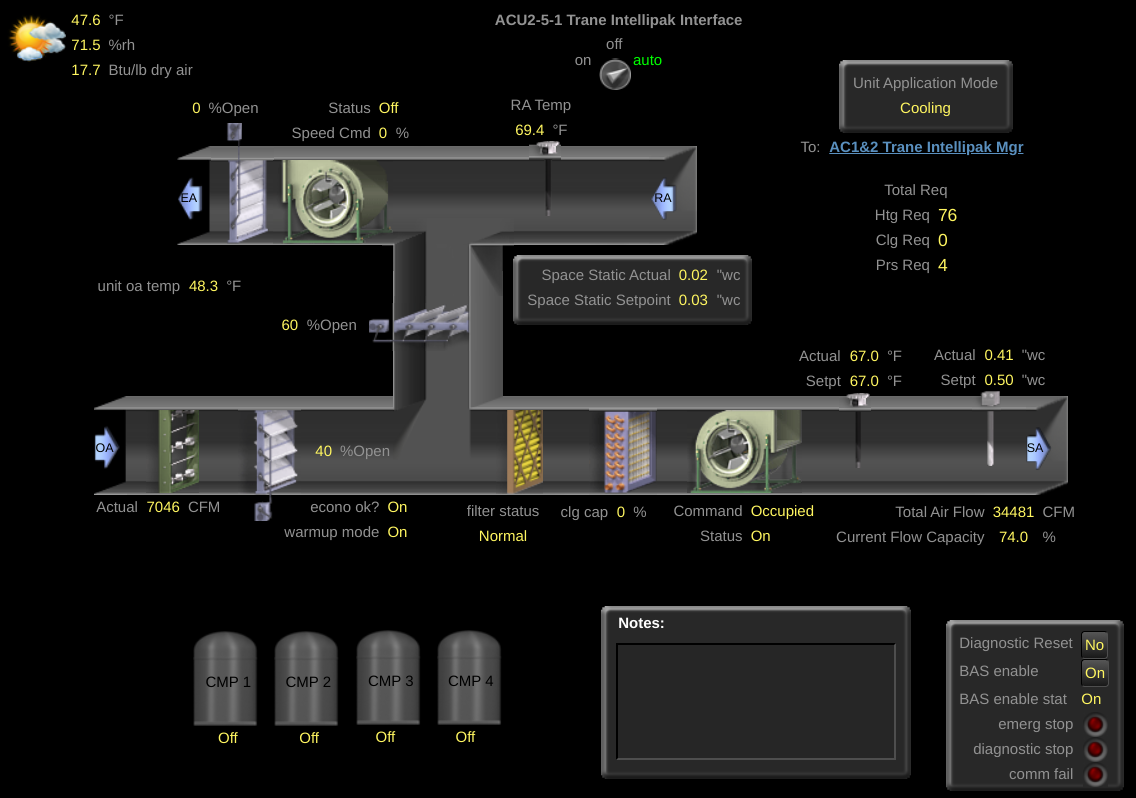 47.6 °F
ACU2-5-1 Trane Intellipak Interface
71.5 %rh
off
on auto
17.7 Btu/lb dry air
Unit Application Mode
Cooling
0 %Open
Status Off
Speed Cmd 0 %
RA Temp
69.4 °F
To: AC1&2 Trane Intellipak Mgr
EA
RA
Total Req
Htg Req 76
Clg Req 0
Prs Req 4
unit oa temp 48.3 °F
Space Static Actual 0.02 "wc
Space Static Setpoint 0.03 "wc
60 %Open
Actual 67.0 °F
Setpt 67.0 °F
Actual 0.41 "wc
Setpt 0.50 "wc
OA
40 %Open
SA
Actual 7046 CFM
econo ok? On
warmup mode On
filter status
Normal
clg cap 0 %
Command Occupied
Status On
Total Air Flow 34481 CFM
Current Flow Capacity 74.0 %
CMP 1
CMP 2
CMP 3
CMP 4
Off
Off
Off
Off
Notes:
Diagnostic Reset No
BAS enable On
BAS enable stat On
emerg stop
diagnostic stop
comm fail